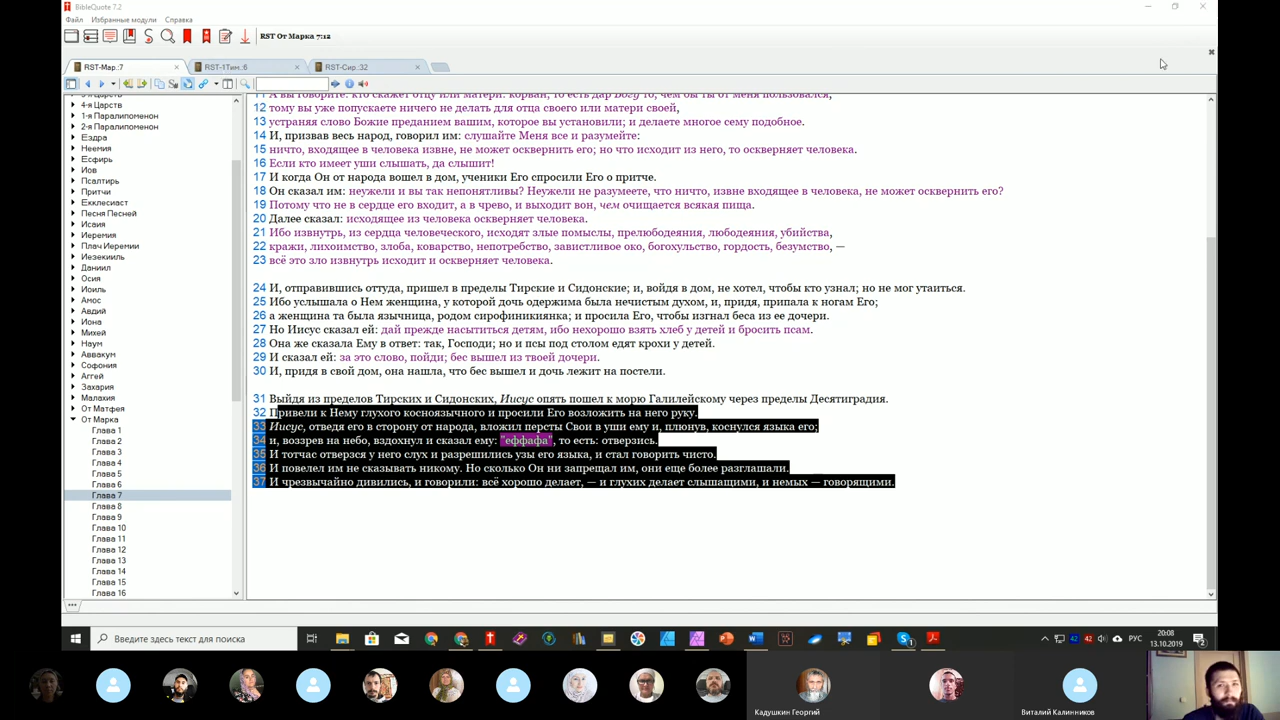 BibleQuote 7.2
Файл Избранные модули Справка
RST От Марка 7:12
RST-Мар.:7 RST-1Тим.:6 RST-Сир.:32
4-я Царств
1-я Паралипоменон
2-я Паралипоменон
Ездра
Неемия
Есфирь
Иов
Псалтирь
Притчи
Екклесиаст
Песня Песней
Исаия
Иеремия
Плач Иеремии
Иезекииль
Даниил
Осия
Иоиль
Амос
Авдий
Иона
Михей
Наум
Аввакум
Софония
Аггей
Захария
Малахия
От Матфея
От Марка
Глава 1
Глава 2
Глава 3
Глава 4
Глава 5
Глава 6
Глава 7
Глава 8
Глава 9
Глава 10
Глава 11
Глава 12
Глава 13
Глава 14
Глава 15
Глава 16
11 А вы говорите: кто скажет отцу или матери: корван, то есть дар Богу то, чем бы ты от меня пользовался,
12 тому вы уже попускаете ничего не делать для отца своего или матери своей,
13 устраняя слово Божие преданием вашим, которое вы установили; и делаете многое сему подобное.
14 И, призвав весь народ, говорил им: слушайте Меня все и разумейте:
15 ничто, входящее в человека извне, не может осквернить его; но что исходит из него, то оскверняет человека.
16 Если кто имеет уши слышать, да слышит!
17 И когда Он от народа вошел в дом, ученики Его спросили Его о притче.
18 Он сказал им: неужели и вы так непонятливы? Неужели не разумеете, что ничто, извне входящее в человека, не может осквернить его?
19 Потому что не в сердце его входит, а в чрево, и выходит вон, чем очищается всякая пища.
20 Далее сказал: исходящее из человека оскверняет человека.
21 Ибо извнутрь, из сердца человеческого, исходят злые помыслы, прелюбодеяния, любодеяния, убийства,
22 кражи, лихоимство, злоба, коварство, непотребство, завистливое око, богохульство, гордость, безумство, —
23 всё это зло извнутрь исходит и оскверняет человека.
24 И, отправившись оттуда, пришел в пределы Тирские и Сидонские; и, войдя в дом, не хотел, чтобы кто узнал; но не мог утаиться.
25 Ибо услышала о Нем женщина, у которой дочь одержима была нечистым духом, и, придя, припала к ногам Его;
26 а женщина та была язычница, родом сирофиникиянка; и просила Его, чтобы изгнал беса из ее дочери.
27 Но Иисус сказал ей: дай прежде насытиться детям, ибо нехорошо взять хлеб у детей и бросить псам.
28 Она же сказала Ему в ответ: так, Господи; но и псы под столом едят крохи у детей.
29 И сказал ей: за это слово, пойди; бес вышел из твоей дочери.
30 И, придя в свой дом, она нашла, что бес вышел и дочь лежит на постели.
31 Выйдя из пределов Тирских и Сидонских, Иисус опять пошел к морю Галилейскому через пределы Десятиградия.
32 Привели к Нему глухого косноязычного и просили Его возложить на него руку.
33 Иисус, отведя его в сторону от народа, вложил персты Свои в уши ему и, плюнув, коснулся языка его;
34 и, воззрев на небо, вздохнул и сказал ему: "еффафа", то есть: отверзись.
35 И тотчас отверзся у него слух и разрешились узы его языка, и стал говорить чисто.
36 И повелел им не сказывать никому. Но сколько Он ни запрещал им, они еще более разглашали.
37 И чрезвычайно дивились, и говорили: всё хорошо делает, — и глухих делает слышащими, и немых — говорящими.
Введите здесь текст для поиска
42 42 РУС 20:08
13.10.2019
Кадушкин Георгий Виталий Калинников